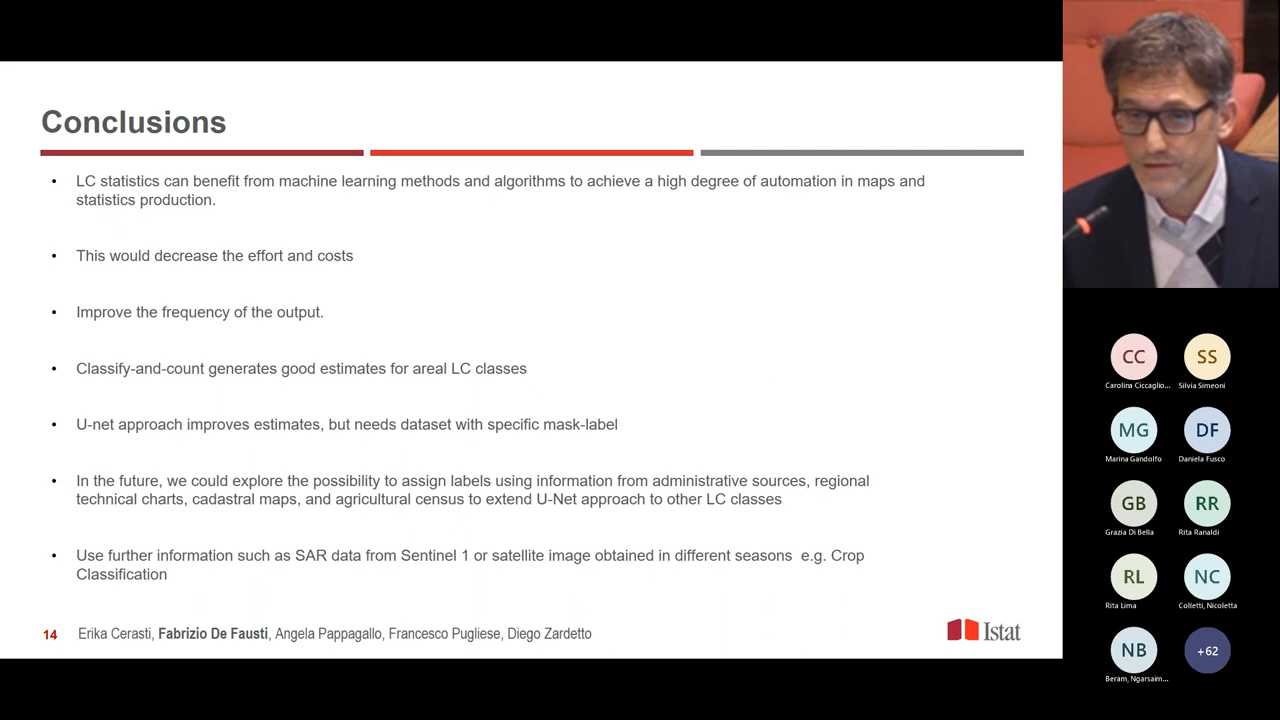 Conclusions
• LC statistics can benefit from machine learning methods and algorithms to achieve a high degree of automation in maps and
statistics production.
• This would decrease the effort and costs
• Improve the frequency of the output.
• Classify-and-count generates good estimates for areal LC classes
• U-net approach improves estimates, but needs dataset with specific mask-label
• In the future, we could explore the possibility to assign labels using information from administrative sources, regional
technical charts, cadastral maps, and agricultural census to extend U-Net approach to other LC classes
• Use further information such as SAR data from Sentinel 1 or satellite image obtained in different seasons e.g. Crop
Classification
14 Erika Cerasti, Fabrizio De Fausti, Angela Pappagallo, Francesco Pugliese, Diego Zardetto
Istat
CC SS
Carolina Ciccaglio... Silvia Simeoni
MG DF
Marina Gandolfo Daniela Fusco
GB RR
Grazia Di Bella Rita Ranaldi
RL NC
Rita Lima Colletti, Nicoletta
NB +62
Beram, Ngarsaim...